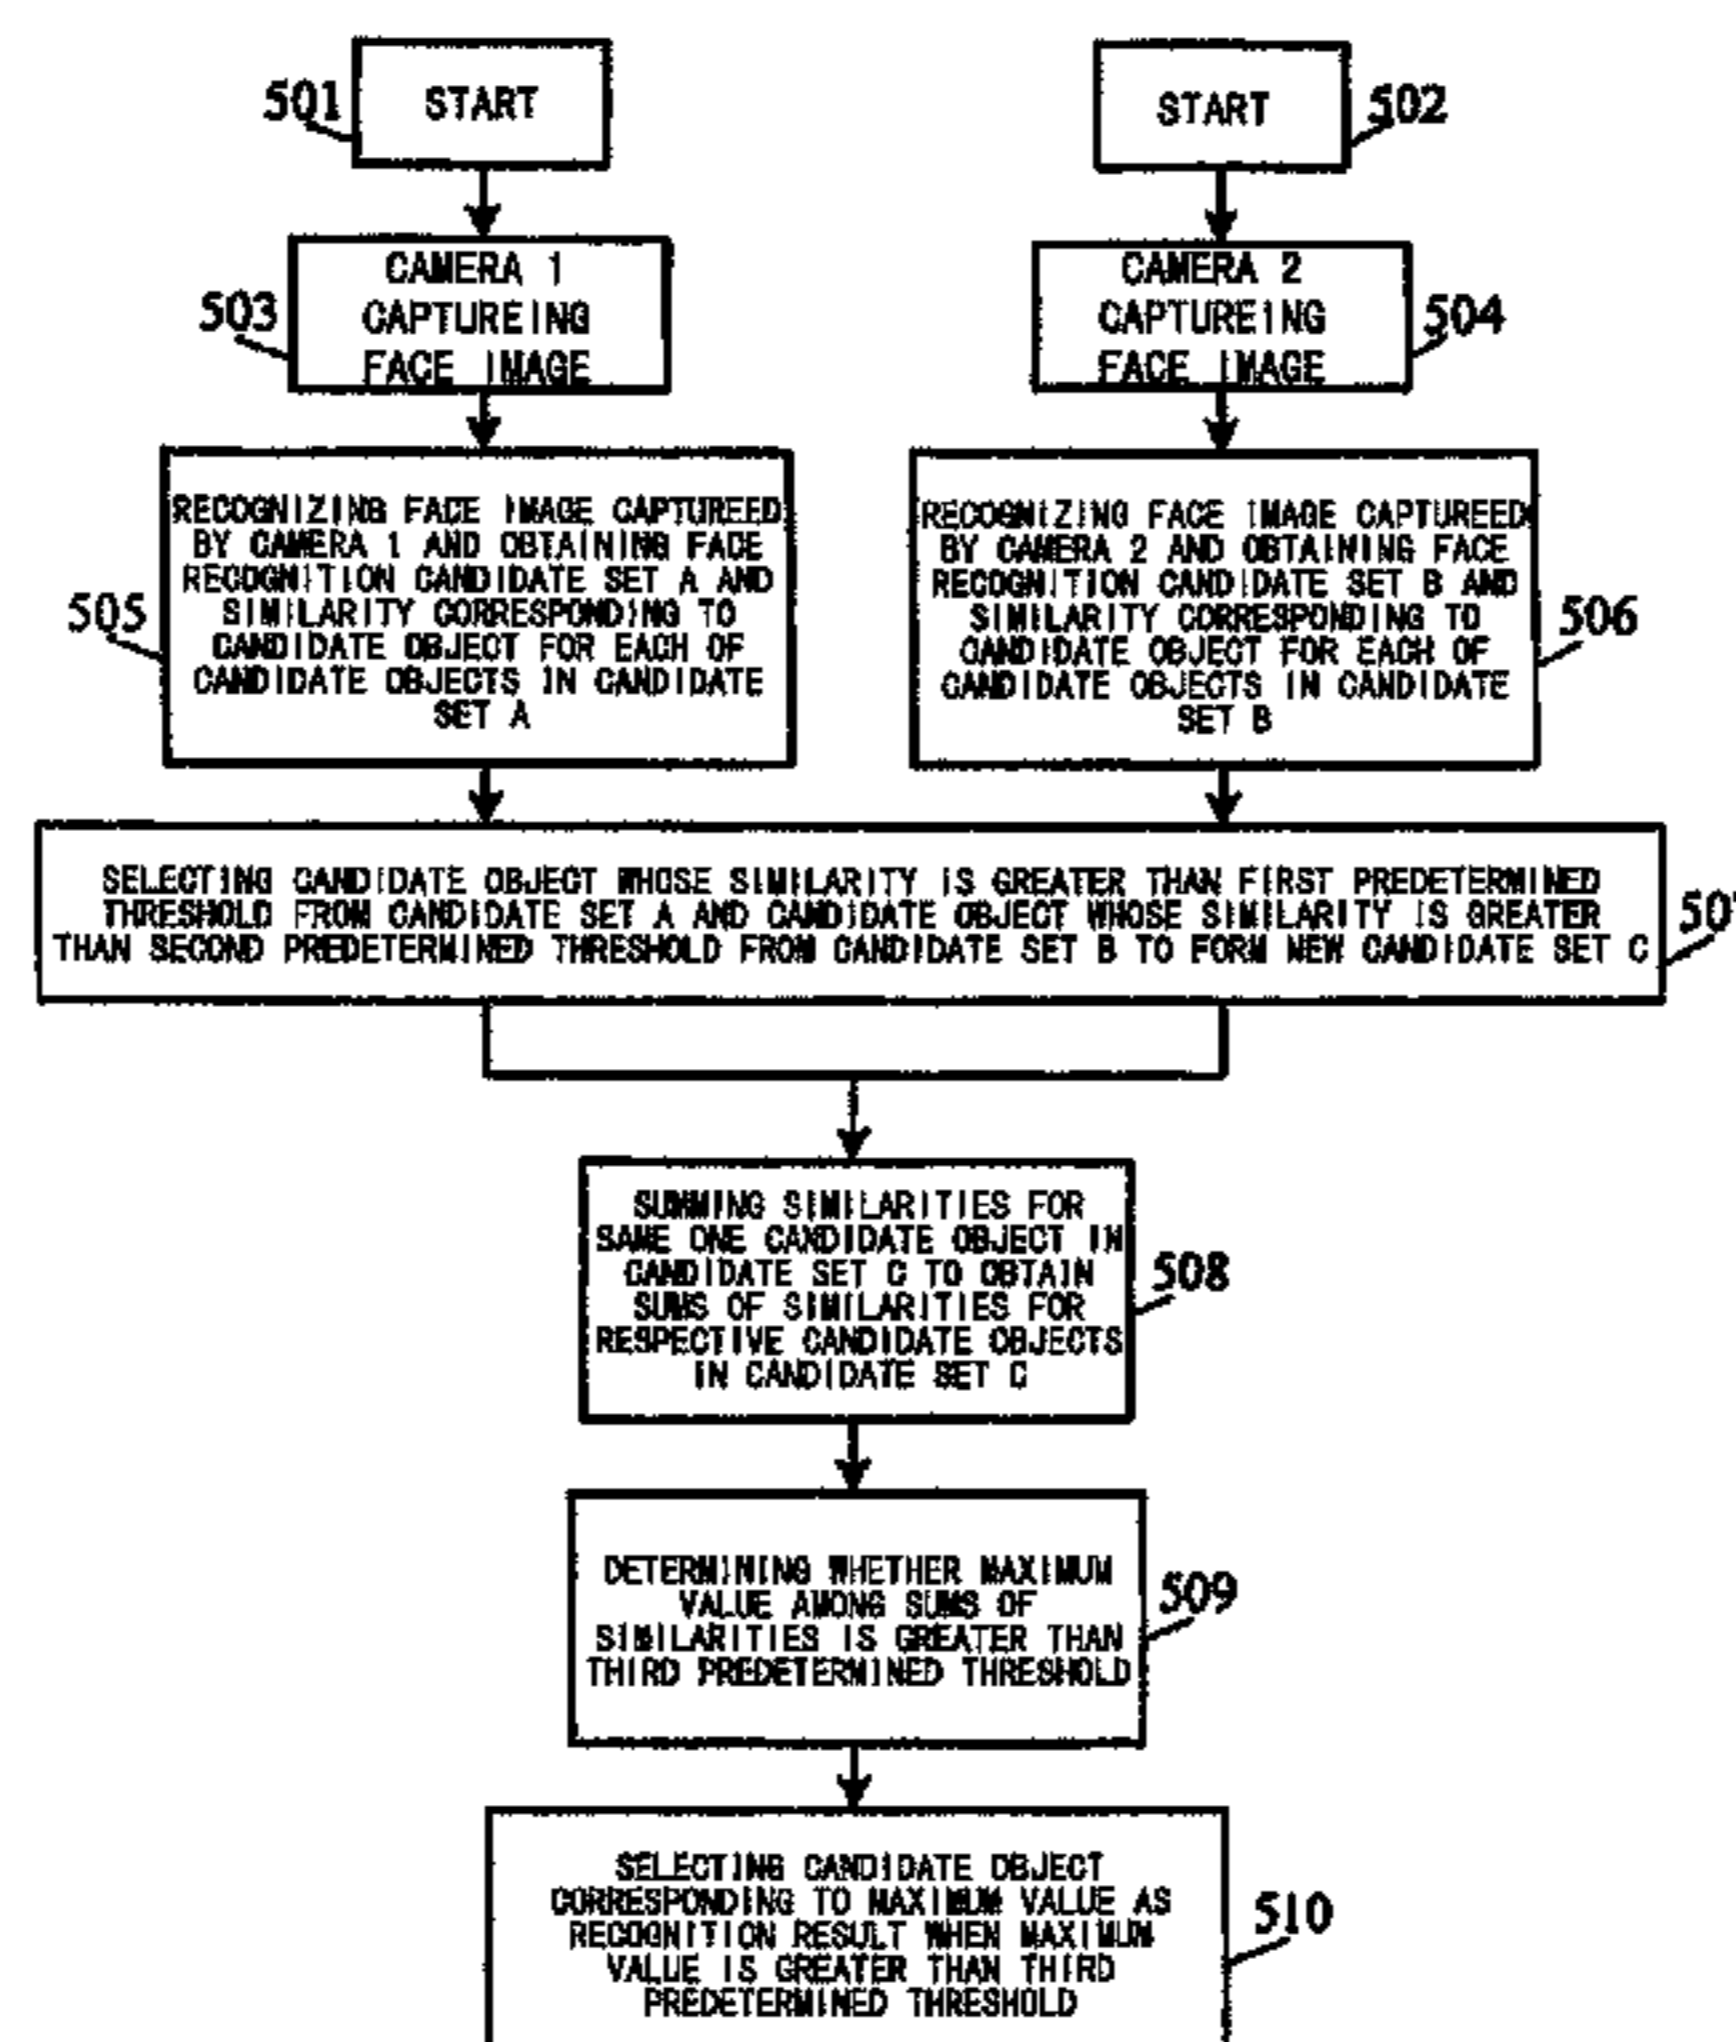 501
START
START
502
503
CAMERA 1
CAPTUREING
FACE IMAGE
CAMERA 2
CAPTUREING
FACE IMAGE
504
505
RECOGNIZING FACE IMAGE CAPTUREED
BY CAMERA 1 AND OBTAINING FACE
RECOGNITION CANDIDATE SET A AND
SIMILARITY CORRESPONDING TO
CANDIDATE OBJECT FOR EACH OF
CANDIDATE OBJECTS IN CANDIDATE
SET A
RECOGNIZING FACE IMAGE CAPTUREED
BY CAMERA 2 AND OBTAINING FACE
RECOGNITION CANDIDATE SET B AND
SIMILARITY CORRESPONDING TO
CANDIDATE OBJECT FOR EACH OF
CANDIDATE OBJECTS IN CANDIDATE
SET B
506
SELECTING CANDIDATE OBJECT WHOSE SIMILARITY IS GREATER THAN FIRST PREDETERMINED
THRESHOLD FROM CANDIDATE SET A AND CANDIDATE OBJECT WHOSE SIMILARITY IS GREATER
THAN SECOND PREDETERMINED THRESHOLD FROM CANDIDATE SET B TO FORM NEW CANDIDATE SET C
SUMMING SIMILARITIES FOR
SAME ONE CANDIDATE OBJECT IN
CANDIDATE SET C TO OBTAIN
SUMS OF SIMILARITIES FOR
RESPECTIVE CANDIDATE OBJECTS
IN CANDIDATE SET C
508
DETERMINING WHETHER MAXIMUM
VALUE AMONG SUMS OF
SIMILARITIES IS GREATER THAN
THIRD PREDETERMINED THRESHOLD
509
SELECTING CANDIDATE OBJECT
CORRESPONDING TO MAXIMUM VALUE AS
RECOGNITION RESULT WHEN MAXIMUM
VALUE IS GREATER THAN THIRD
PREDETERMINED THRESHOLD
510